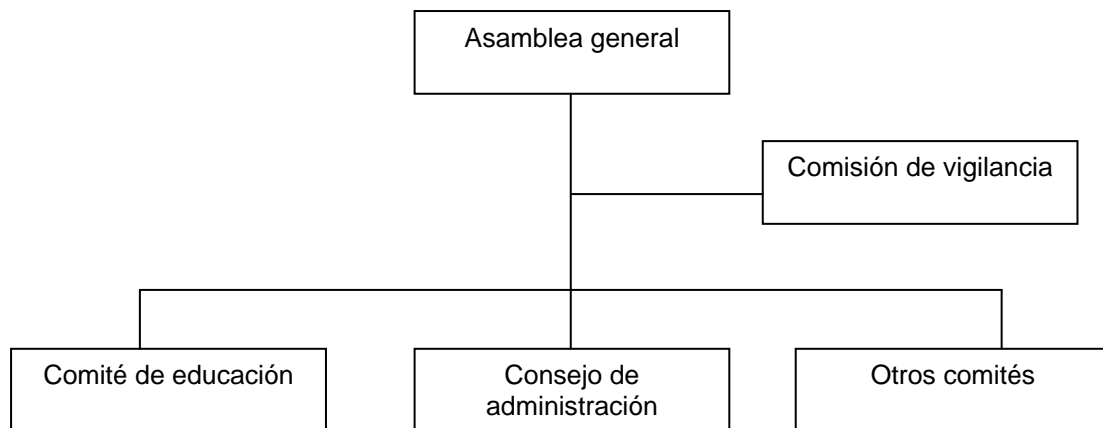 Asamblea general
Comisión de vigilancia
Comité de educación
Consejo de
administración
Otros comités